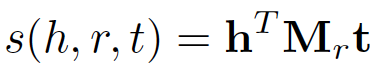 s(h, r, t) = h^T M_r t